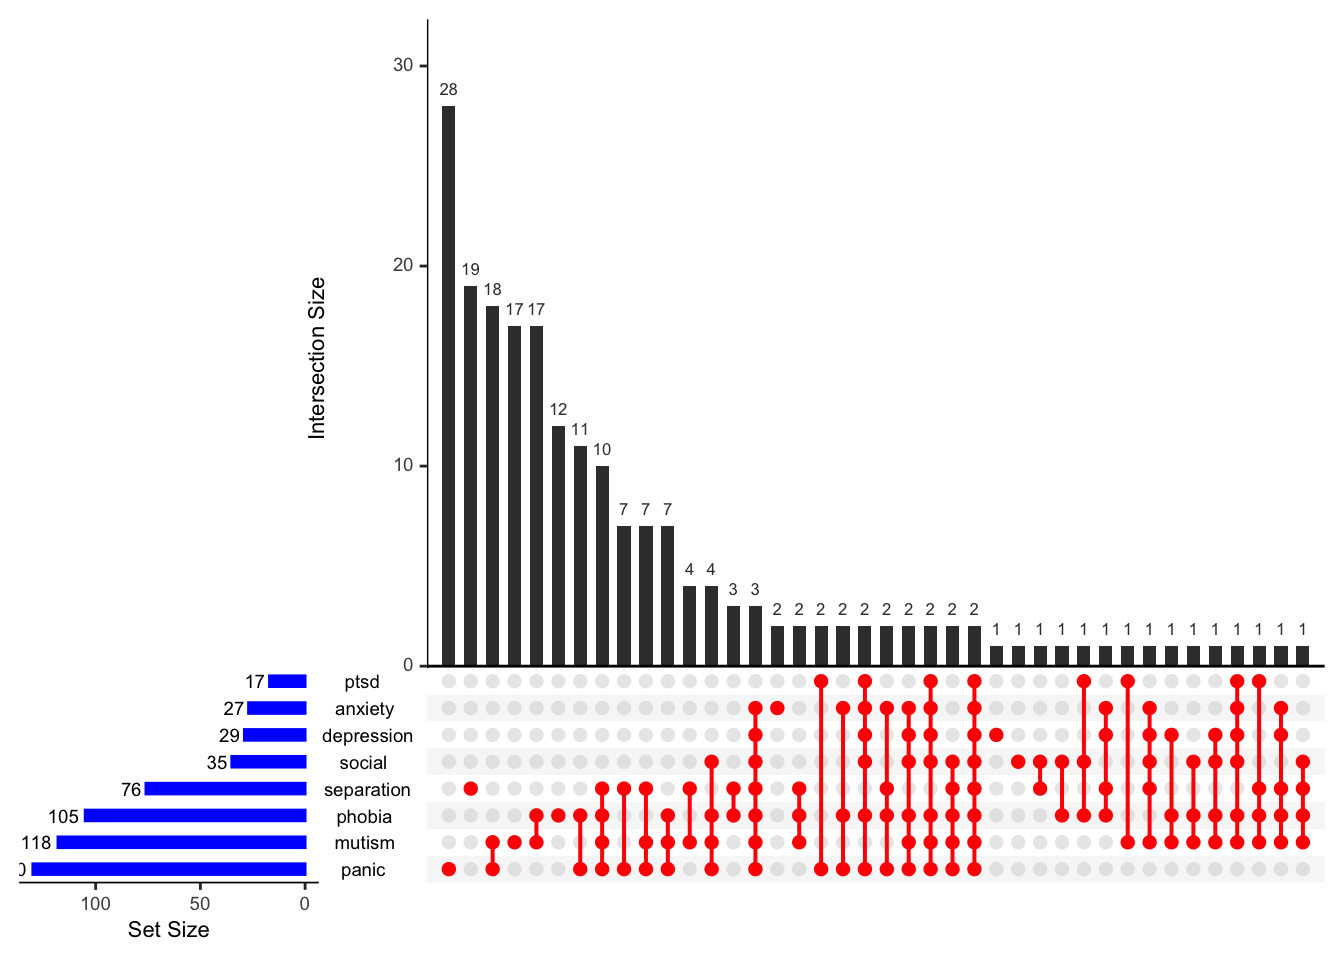 30
28
20
19
18
17 17
12
11
10
10
7 7 7
4 4
3 3
2 2 2 2 2 2 2 2 2 2
1 1 1 1 1 1 1 1 1 1 1 1 1 1 1
0
Intersection Size
17 ptsd
27 anxiety
29 depression
35 social
76 separation
105 phobia
118 mutism
0 panic
100 50 0
Set Size